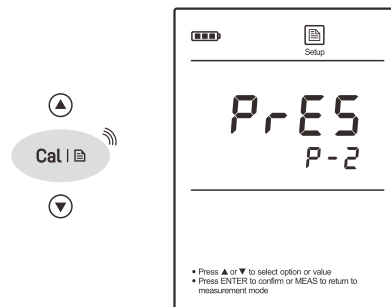 Setup
Cal |
PrES
P-2
• Press ▲ or ▼ to select option or value
• Press ENTER to confirm or MEAS to return to
measurement mode